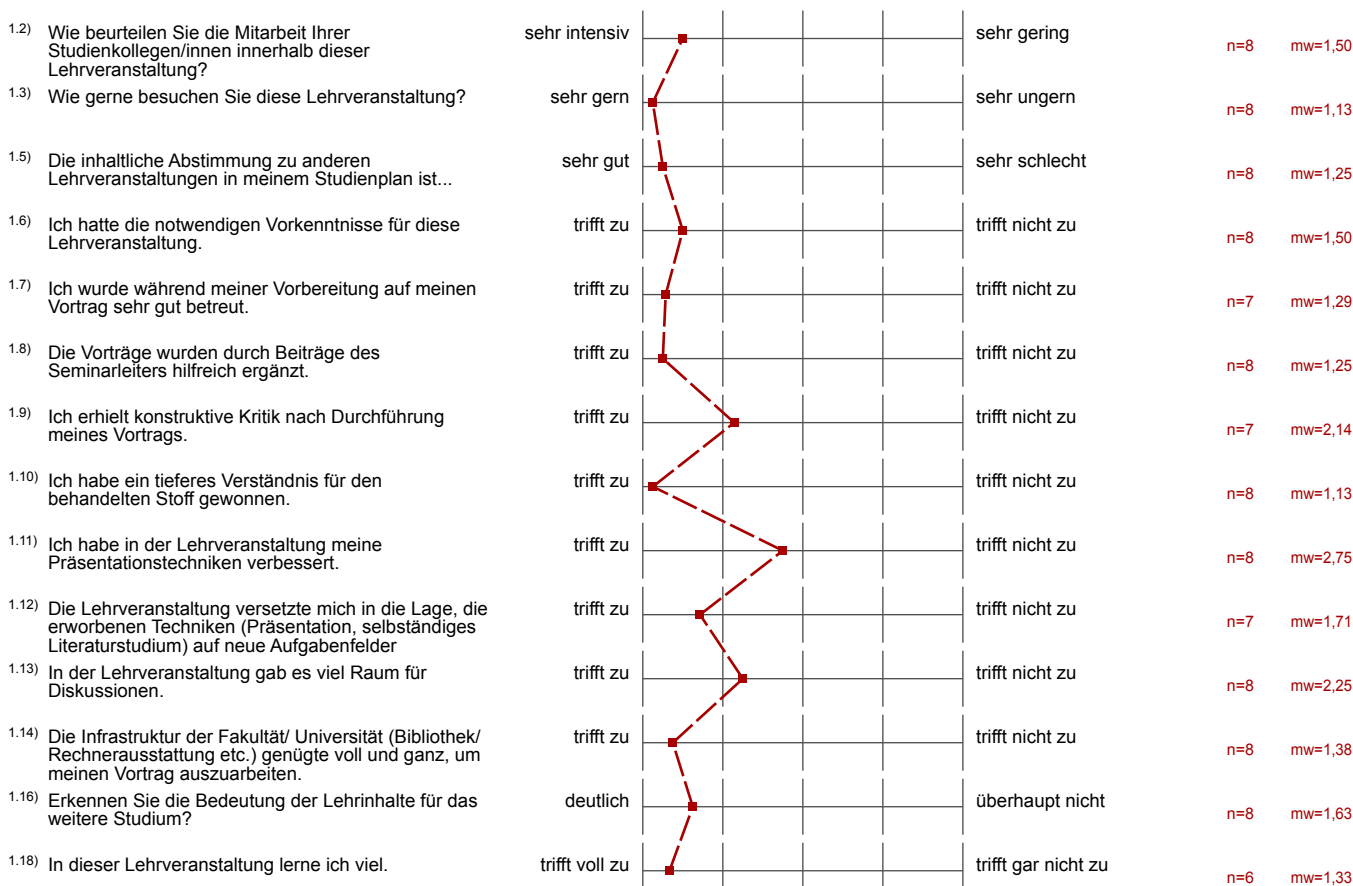 1.2) Wie beurteilen Sie die Mitarbeit Ihrer
Studienkollegen/innen innerhalb dieser
Lehrveranstaltung?
sehr intensiv sehr gering n=8 mw=1,50
1.3) Wie gerne besuchen Sie diese Lehrveranstaltung? sehr gern sehr ungern n=8 mw=1,13
1.5) Die inhaltliche Abstimmung zu anderen
Lehrveranstaltungen in meinem Studienplan ist...
sehr gut sehr schlecht n=8 mw=1,25
1.6) Ich hatte die notwendigen Vorkenntnisse für diese
Lehrveranstaltung.
trifft zu trifft nicht zu n=8 mw=1,50
1.7) Ich wurde während meiner Vorbereitung auf meinen
Vortrag sehr gut betreut.
trifft zu trifft nicht zu n=7 mw=1,29
1.8) Die Vorträge wurden durch Beiträge des
Seminarleiters hilfreich ergänzt.
trifft zu trifft nicht zu n=8 mw=1,25
1.9) Ich erhielt konstruktive Kritik nach Durchführung
meines Vortrags.
trifft zu trifft nicht zu n=7 mw=2,14
1.10) Ich habe ein tieferes Verständnis für den
behandelten Stoff gewonnen.
trifft zu trifft nicht zu n=8 mw=1,13
1.11) Ich habe in der Lehrveranstaltung meine
Präsentationstechniken verbessert.
trifft zu trifft nicht zu n=8 mw=2,75
1.12) Die Lehrveranstaltung versetzte mich in die Lage, die
erworbenen Techniken (Präsentation, selbständiges
Literaturstudium) auf neue Aufgabenfelder
trifft zu trifft nicht zu n=7 mw=1,71
1.13) In der Lehrveranstaltung gab es viel Raum für
Diskussionen.
trifft zu trifft nicht zu n=8 mw=2,25
1.14) Die Infrastruktur der Fakultät/ Universität (Bibliothek/
Rechnerausstattung etc.) genügte voll und ganz, um
meinen Vortrag auszuarbeiten.
trifft zu trifft nicht zu n=8 mw=1,38
1.16) Erkennen Sie die Bedeutung der Lehrinhalte für das
weitere Studium?
deutlich überhaupt nicht n=8 mw=1,63
1.18) In dieser Lehrveranstaltung lerne ich viel. trifft voll zu trifft gar nicht zu n=6 mw=1,33